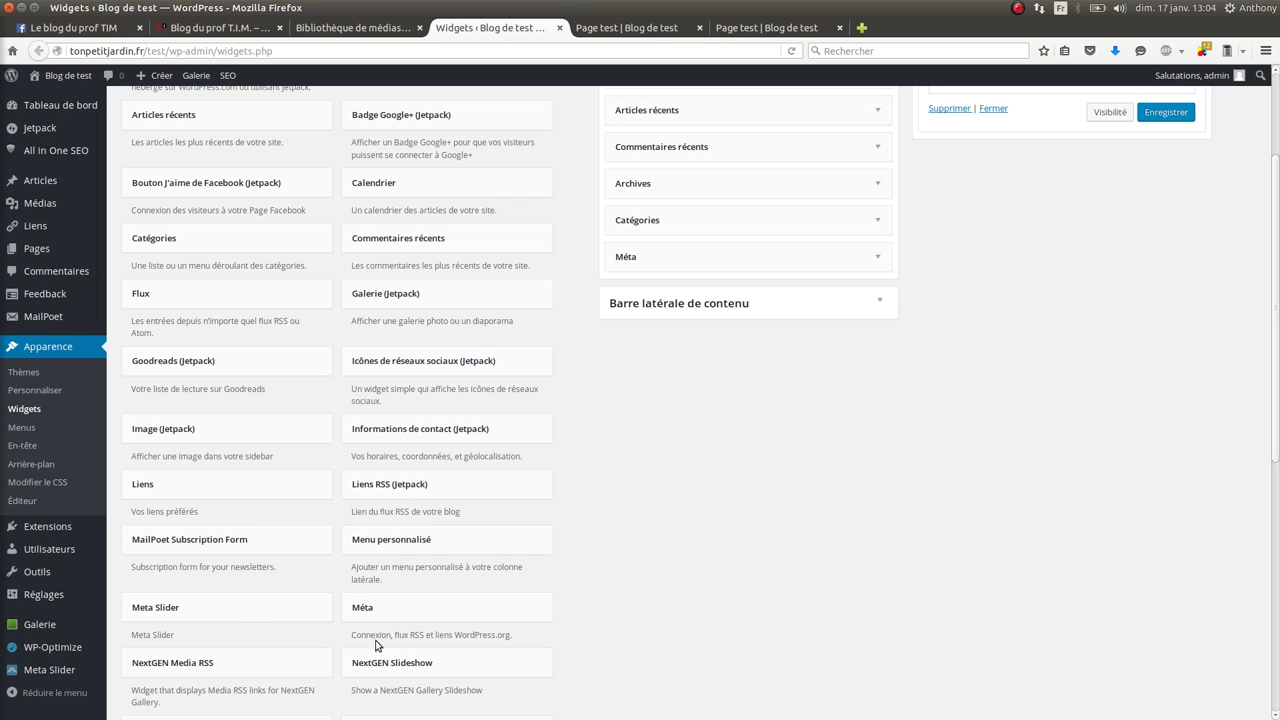 Widgets ‹ Blog de test — WordPress - Mozilla Firefox
Fr
dim. 17 janv. 13:04
Anthony
Le blog du prof TIM
Blog du prof T.I.M. – ...
Bibliothèque de médias...
Widgets ‹ Blog de test ...
Page test | Blog de test
Page test | Blog de test
tonpetitjardin.fr/test/wp-admin/widgets.php
Rechercher
Blog de test
0
Créer
Galerie
SEO
Salutations, admin
Tableau de bord
Jetpack
All in One SEO
Articles
Médias
Liens
Pages
Commentaires
Feedback
MailPoet
Apparence
Thèmes
Personnaliser
Widgets
Menus
En-tête
Arrière-plan
Modifier le CSS
Éditeur
Extensions
Utilisateurs
Outils
Réglages
Galerie
WP-Optimize
Meta Slider
Réduire le menu
hébergé sur WordPress.com ou utilisant Jetpack.
Articles récents
Les articles les plus récents de votre site.
Badge Google+ (Jetpack)
Afficher un Badge Google+ pour que vos visiteurs
puissent se connecter à Google+
Bouton J'aime de Facebook (Jetpack)
Connexion des visiteurs à votre Page Facebook
Calendrier
Un calendrier des articles de votre site.
Catégories
Une liste ou un menu déroulant des catégories.
Commentaires récents
Les commentaires les plus récents de votre site.
Flux
Les entrées depuis n'importe quel flux RSS ou
Atom.
Galerie (Jetpack)
Afficher une galerie photo ou un diaporama
Goodreads (Jetpack)
Votre liste de lecture sur Goodreads
Icônes de réseaux sociaux (Jetpack)
Un widget simple qui affiche les icônes de réseaux
sociaux.
Image (Jetpack)
Afficher une image dans votre sidebar
Informations de contact (Jetpack)
Vos horaires, coordonnées, et géolocalisation.
Liens
Vos liens préférés
Liens RSS (Jetpack)
Lien du flux RSS de votre blog
MailPoet Subscription Form
Subscription form for your newsletters.
Menu personnalisé
Ajouter un menu personnalisé à votre colonne
latérale.
Meta Slider
Meta Slider
Méta
Connexion, flux RSS et liens WordPress.org.
NextGEN Media RSS
Widget that displays Media RSS links for NextGEN
Gallery.
NextGEN Slideshow
Show a NextGEN Gallery Slideshow
Articles récents
Commentaires récents
Archives
Catégories
Méta
Barre latérale de contenu
Supprimer | Fermer
Visibilité
Enregistrer